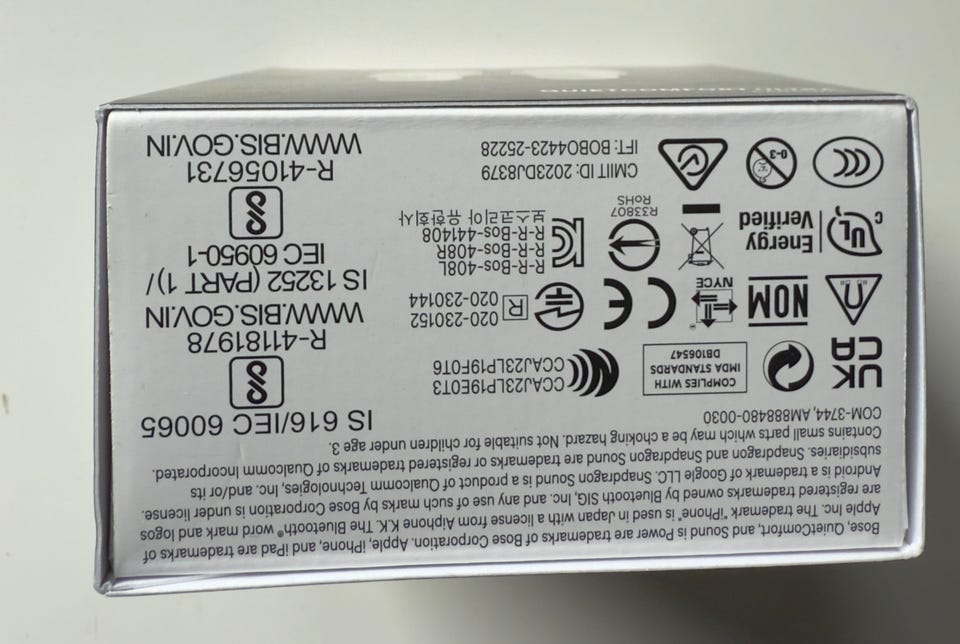 Bose, QuietComfort, and Sound is Power are trademarks of Bose Corporation. Apple, iPhone, and iPad are trademarks of
Apple Inc. The trademark "iPhone" is used in Japan with a license from Aiphone K.K. The Bluetooth® word mark and logos
are registered trademarks owned by Bluetooth SIG, Inc. and any use of such marks by Bose Corporation is under license.
Android is a trademark of Google LLC. Snapdragon Sound is a product of Qualcomm Technologies, Inc. and/or its
subsidiaries. Snapdragon and Snapdragon Sound are trademarks or registered trademarks of Qualcomm Incorporated.
Contains small parts which may be a choking hazard. Not suitable for children under age 3.
COM-3744, AM888480-0030
UK
CA
COMPLIES WITH
IMDA STANDARDS
DB106547
CCAJ23LP19E0T3
CCAJ23LP19F0T6
NOM
NYCE
CE
R
020-230152
020-230144
C
UL
Energy
Verified
R33807
RoHS
R-R-Bos-408L
R-R-Bos-408R
R-R-Bos-441408
보스코리아 유한회사
CCC
0-3
CMIIT ID: 2023DJ8379
IFT: BOBO4423-25228
IS 616/IEC 60065
R-41181978
WWW.BIS.GOV.IN
IS 13252 (PART 1)/
IEC 60950-1
R-41056731
WWW.BIS.GOV.IN